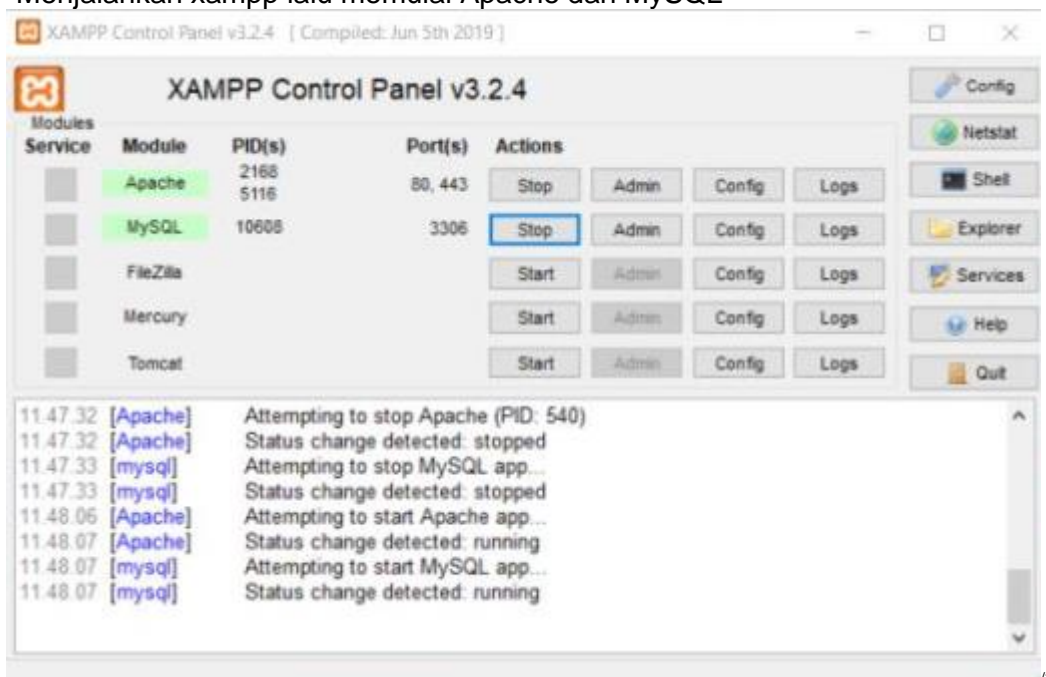 Menjalankan xampp lalu memulai Apache dan MySQL
XAMPP Control Panel v3.2.4 [ Compiled: Jun 5th 2019 ]
XAMPP Control Panel v3.2.4
Config
Modules
Service Module PID(s) Port(s) Actions
Netstat
Apache 2168 5116 80, 443 Stop Admin Config Logs
Shell
MySQL 10608 3306 Stop Admin Config Logs
Explorer
FileZilla Start Admin Config Logs
Services
Mercury Start Admin Config Logs
Help
Tomcat Start Admin Config Logs
Quit
11.47.32 [Apache] Attempting to stop Apache (PID: 540)
11.47.32 [Apache] Status change detected: stopped
11.47.33 [mysql] Attempting to stop MySQL app...
11.47.33 [mysql] Status change detected: stopped
11.48.06 [Apache] Attempting to start Apache app...
11.48.07 [Apache] Status change detected: running
11.48.07 [mysql] Attempting to start MySQL app...
11.48.07 [mysql] Status change detected: running